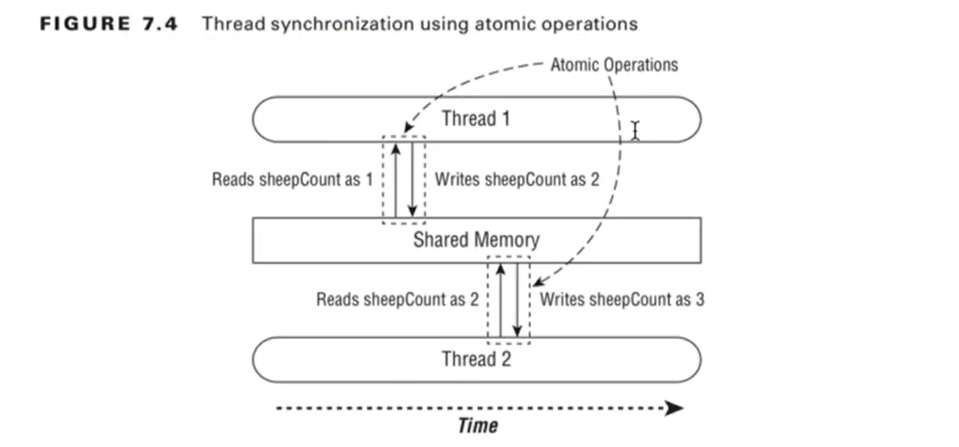 FIGURE 7.4 Thread synchronization using atomic operations
Atomic Operations
Thread 1
Reads sheepCount as 1
Writes sheepCount as 2
Shared Memory
Reads sheepCount as 2
Writes sheepCount as 3
Thread 2
Time